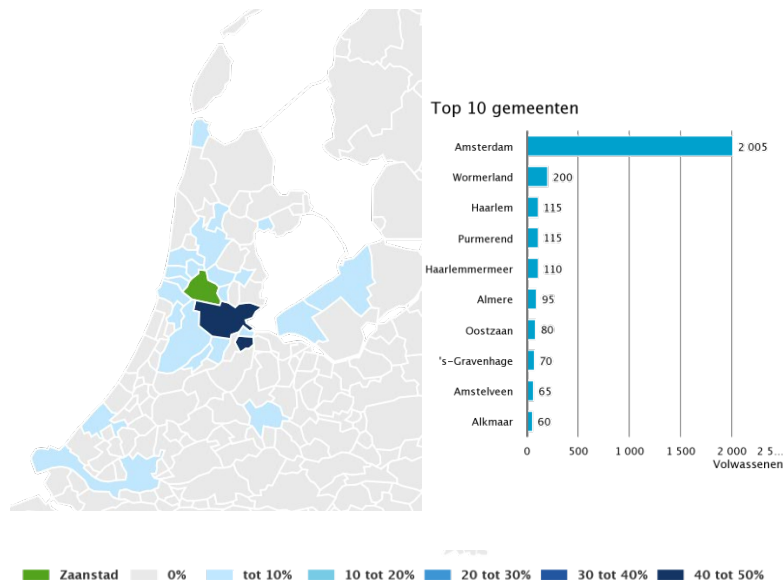 Top 10 gemeenten
Amsterdam 2 005
Wormerland 200
Haarlem 115
Purmerend 115
Haarlemmermeer 110
Almere 95
Oostzaan 80
's-Gravenhage 70
Amstelveen 65
Alkmaar 60
0 500 1 000 1 500 2 000 2 5...
Volwassenen
Zaanstad 0% tot 10% 10 tot 20% 20 tot 30% 30 tot 40% 40 tot 50%